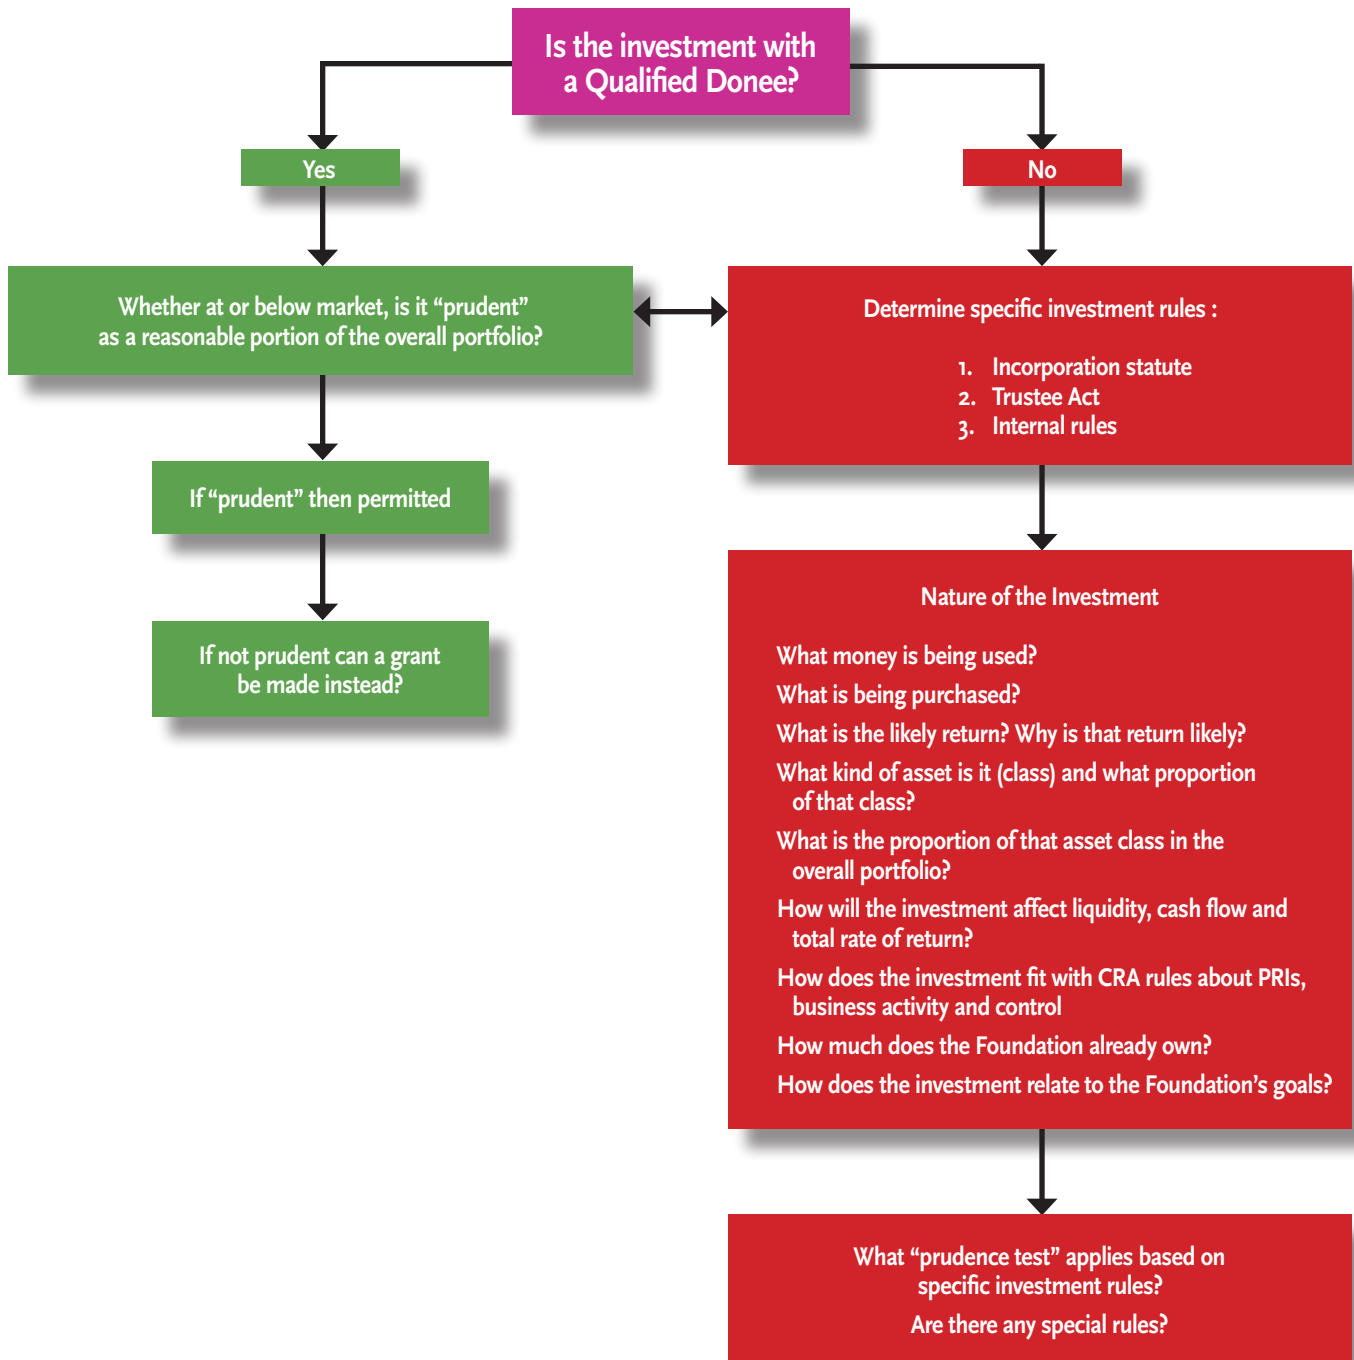 Is the investment with
a Qualified Donee?
Yes
No
Whether at or below market, is it “prudent”
as a reasonable portion of the overall portfolio?
Determine specific investment rules :
1. Incorporation statute
2. Trustee Act
3. Internal rules
If “prudent” then permitted
If not prudent can a grant
be made instead?
Nature of the Investment
What money is being used?
What is being purchased?
What is the likely return? Why is that return likely?
What kind of asset is it (class) and what proportion
of that class?
What is the proportion of that asset class in the
overall portfolio?
How will the investment affect liquidity, cash flow and
total rate of return?
How does the investment fit with CRA rules about PRIs,
business activity and control
How much does the Foundation already own?
How does the investment relate to the Foundation’s goals?
What “prudence test” applies based on
specific investment rules?
Are there any special rules?